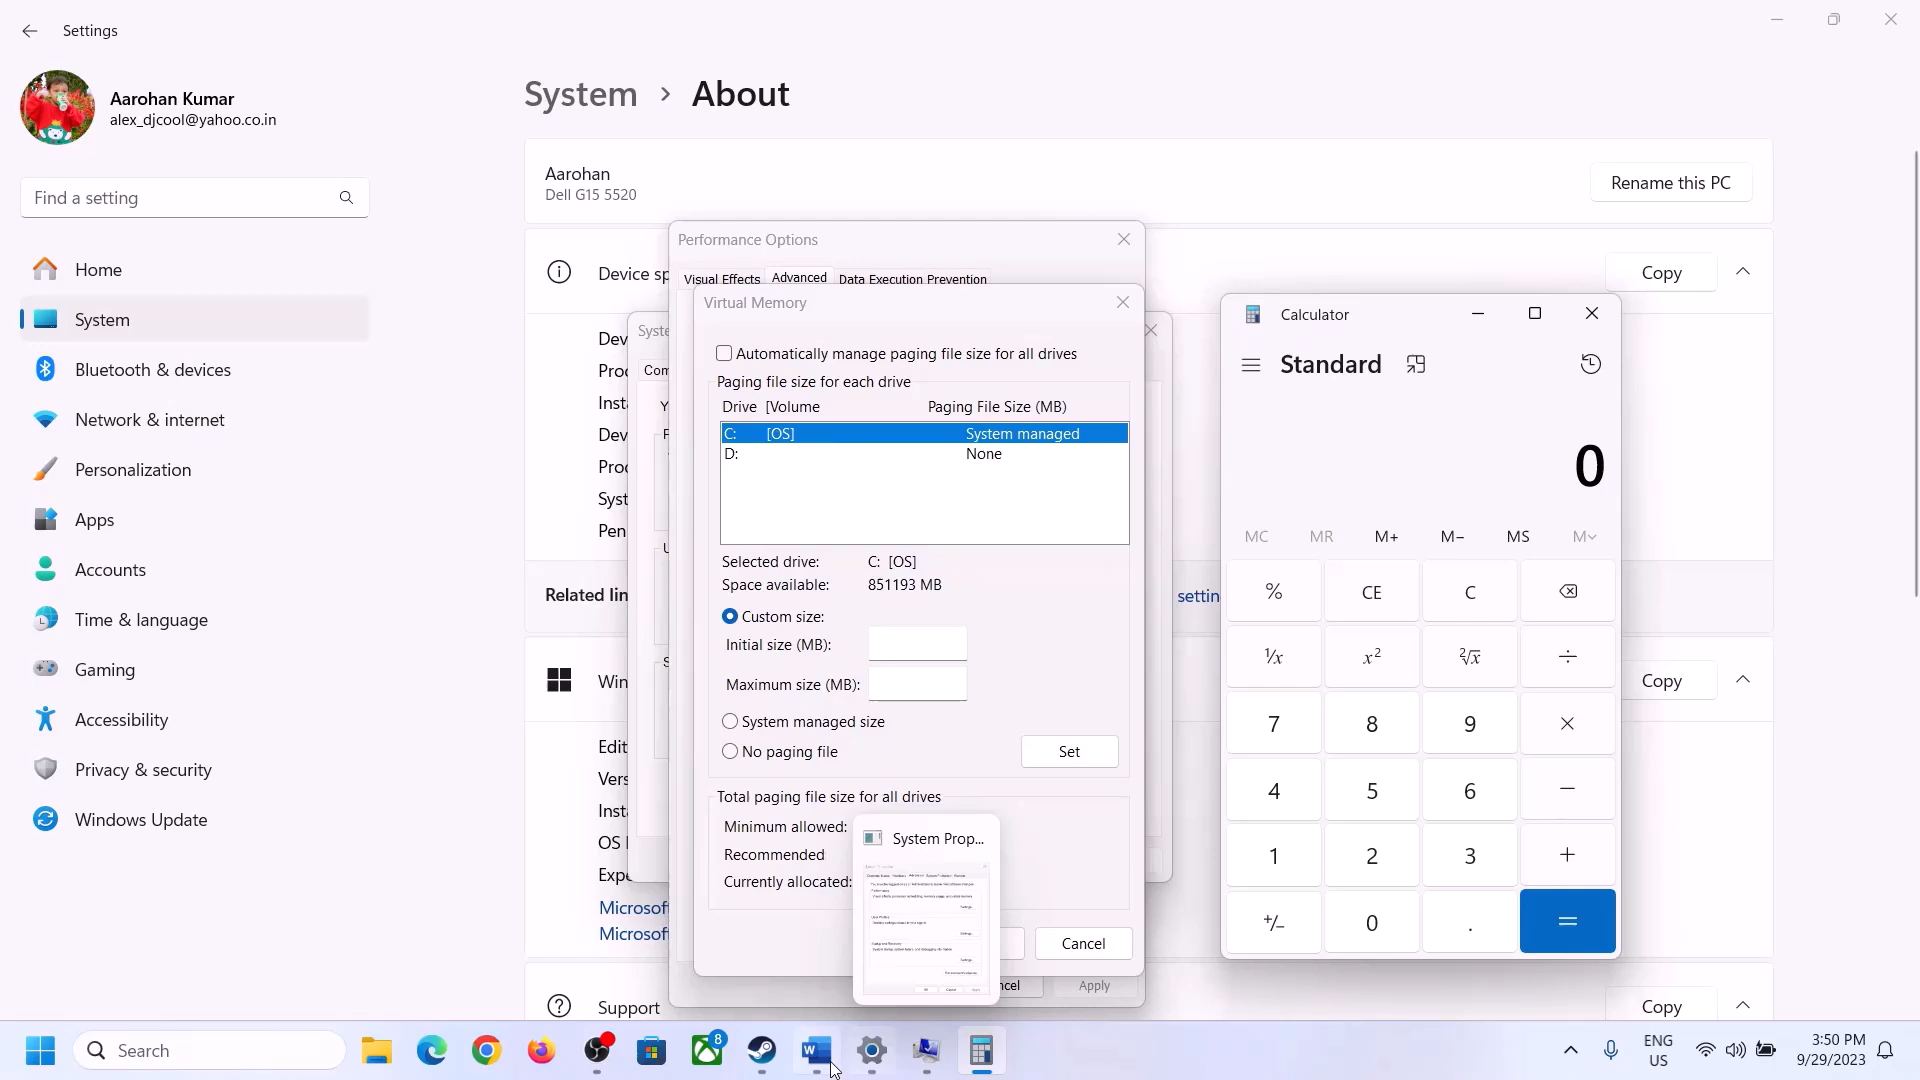 Settings
Aarohan Kumar
alex_djcool@yahoo.co.in
Find a setting
Home
System
Bluetooth & devices
Network & internet
Personalization
Apps
Accounts
Time & language
Gaming
Accessibility
Privacy & security
Windows Update
System > About
Aarohan
Dell G15 5520
Rename this PC
Device sp
Copy
Dev
Proc
Inst
Dev
Proc
Syst
Pen
Related lin
settin
Win
Copy
Edit
Vers
Insta
OS
Expe
Microsof
Microsof
Support
Copy
Syste
Com
Performance Options
Visual Effects
Advanced
Data Execution Prevention
ncel
Apply
Virtual Memory
Automatically manage paging file size for all drives
Paging file size for each drive
Drive [Volume
Paging File Size (MB)
C: [OS] System managed
D: None
Selected drive: C: [OS]
Space available: 851193 MB
Custom size:
Initial size (MB):
Maximum size (MB):
System managed size
No paging file
Set
Total paging file size for all drives
Minimum allowed:
Recommended
Currently allocated:
Cancel
System Prop...
Calculator
Standard
0
MC MR M+ M− MS M
% CE C
⅟x x² ²√x ÷
7 8 9 ×
4 5 6 −
1 2 3 +
+/− 0 . =
Search
8
W
ENG
US
3:50 PM
9/29/2023